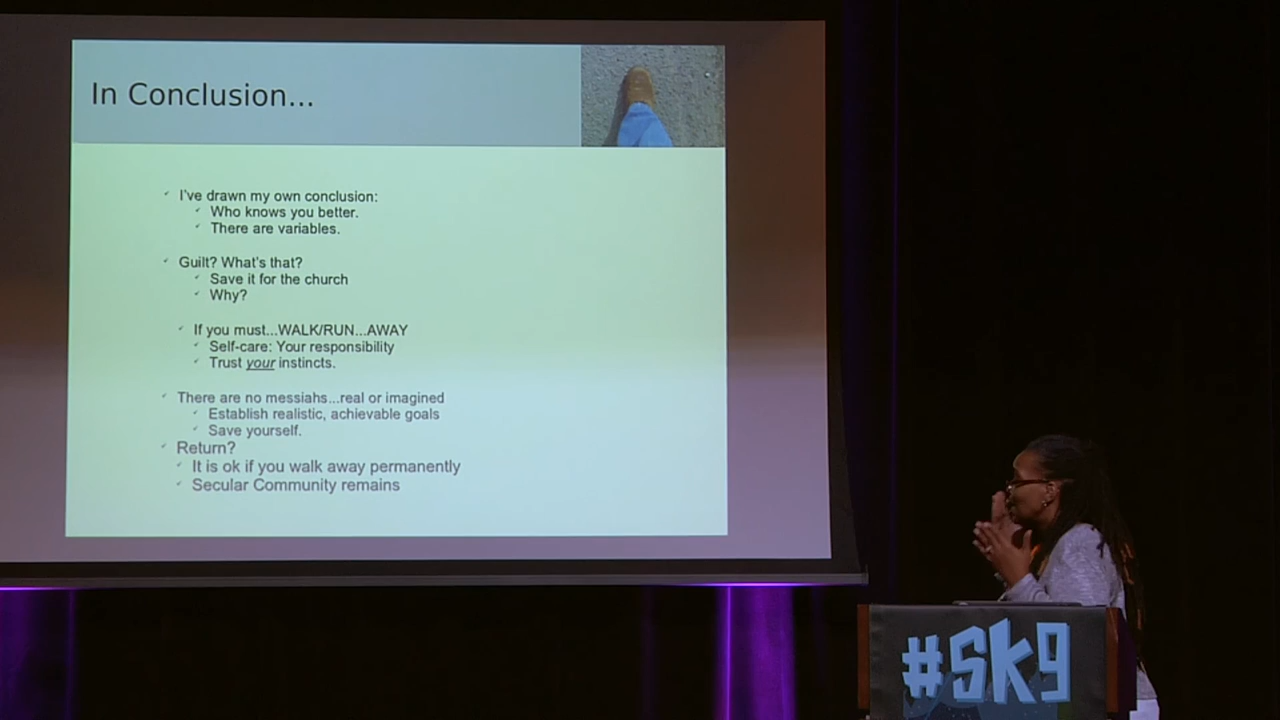 In Conclusion...
I've drawn my own conclusion:
Who knows you better.
There are variables.
Guilt? What's that?
Save it for the church
Why?
If you must...WALK/RUN...AWAY
Self-care: Your responsibility
Trust your instincts.
There are no messiahs...real or imagined
Establish realistic, achievable goals
Save yourself.
Return?
It is ok if you walk away permanently
Secular Community remains
#SK9